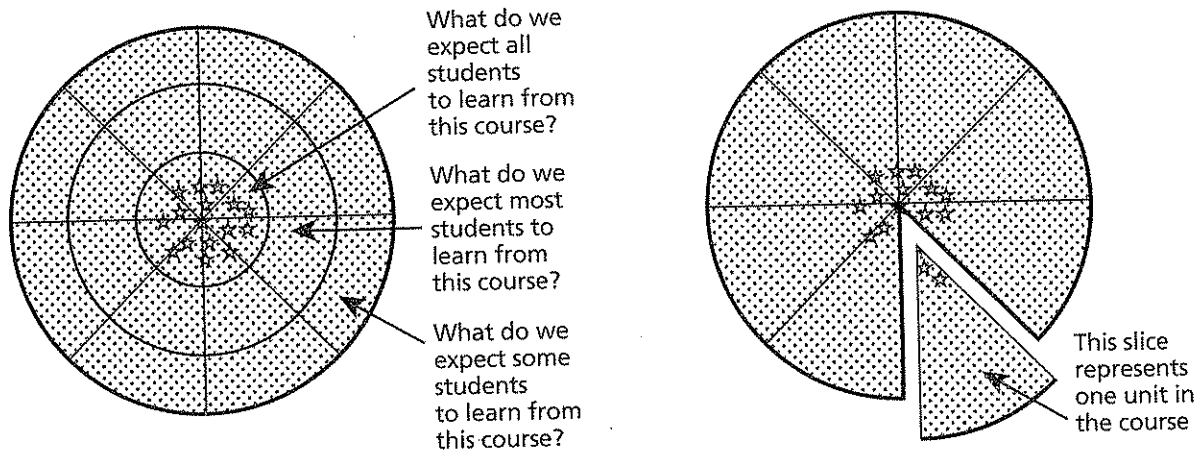 What do we
expect all
students
to learn from
this course?
What do we
expect most
students to
learn from
this course?
What do we
expect some
students
to learn from
this course?
This slice
represents
one unit in
the course